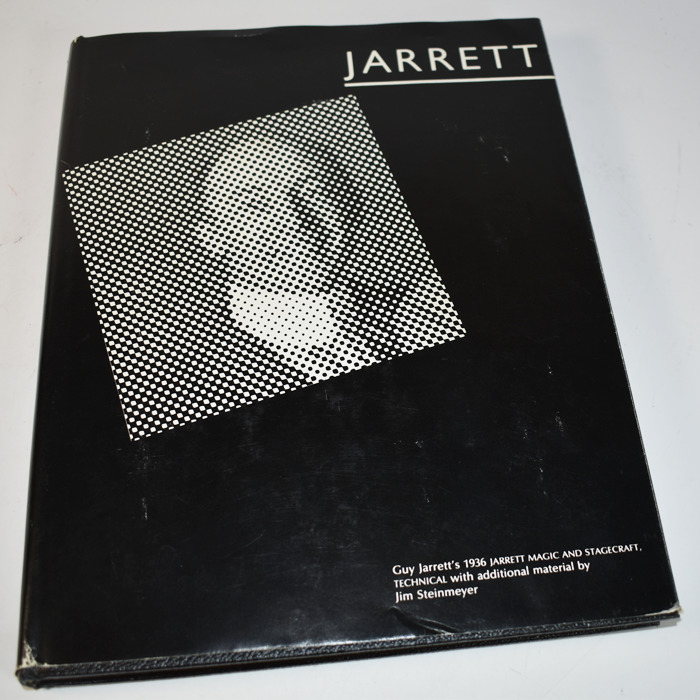 JARRETT
Guy Jarrett's 1936 JARRETT MAGIC AND STAGECRAFT,
TECHNICAL with additional material by
Jim Steinmeyer